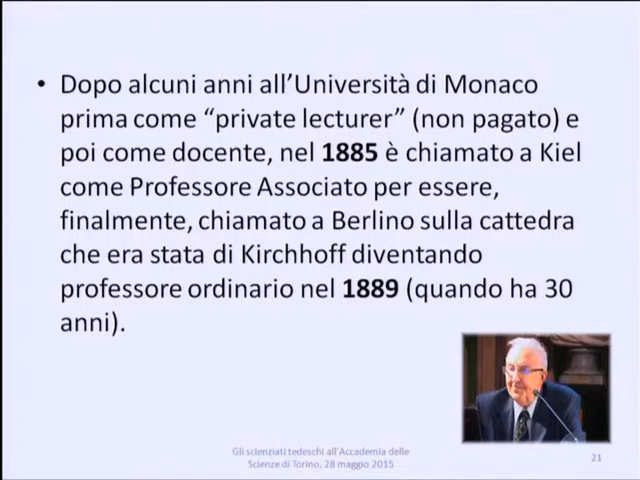 • Dopo alcuni anni all’Università di Monaco
prima come “private lecturer” (non pagato) e
poi come docente, nel 1885 è chiamato a Kiel
come Professore Associato per essere,
finalmente, chiamato a Berlino sulla cattedra
che era stata di Kirchhoff diventando
professore ordinario nel 1889 (quando ha 30
anni).
Gli scienziati tedeschi all'Accademia delle
Scienze di Torino, 28 maggio 2015
21